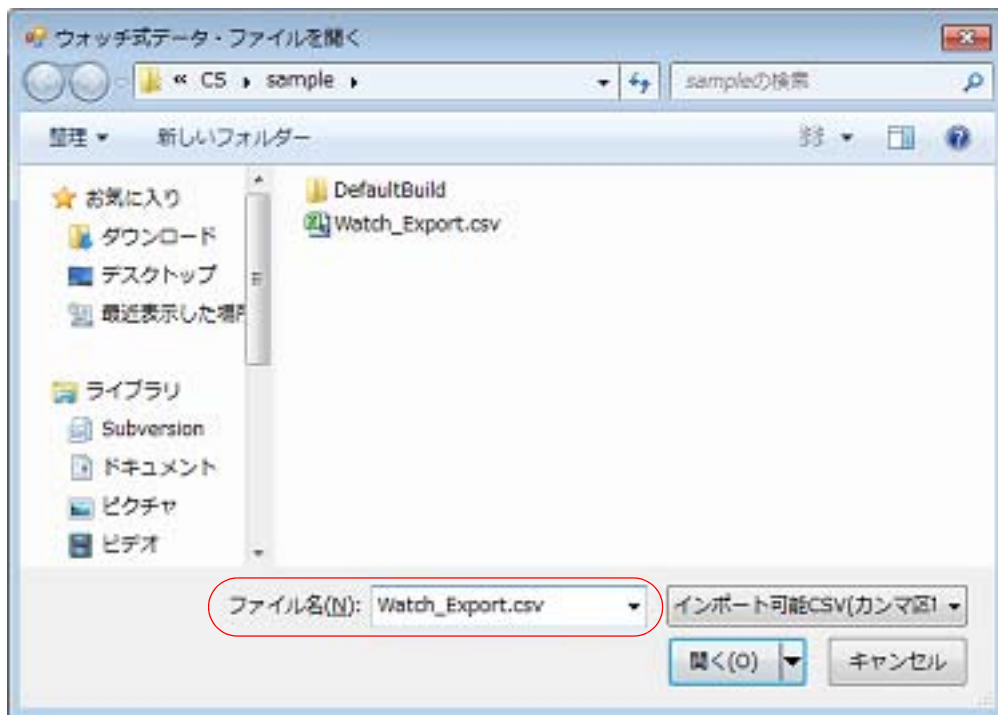 ウォッチ式データ・ファイルを開く
« CS ▸ sample ▸
sampleの検索
整理
新しいフォルダー
お気に入り
ダウンロード
デスクトップ
最近表示した場所
ライブラリ
Subversion
ドキュメント
ピクチャ
ビデオ
DefaultBuild
Watch_Export.csv
ファイル名(N): Watch_Export.csv
インポート可能CSV(カンマ区
開く(O)
キャンセル